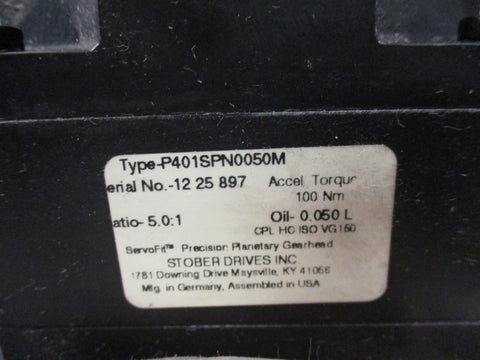 Type-P401SPN0050M
erial No.-12 25 897 Accel Torque
100 Nm
atio- 5.0:1 Oil- 0.050 L
CPL HC ISO VG150
ServoFit™ Precision Planetary Gearhead
STOBER DRIVES INC
1781 Downing Drive Maysville, KY 41056
Mfg. in Germany, Assembled in USA